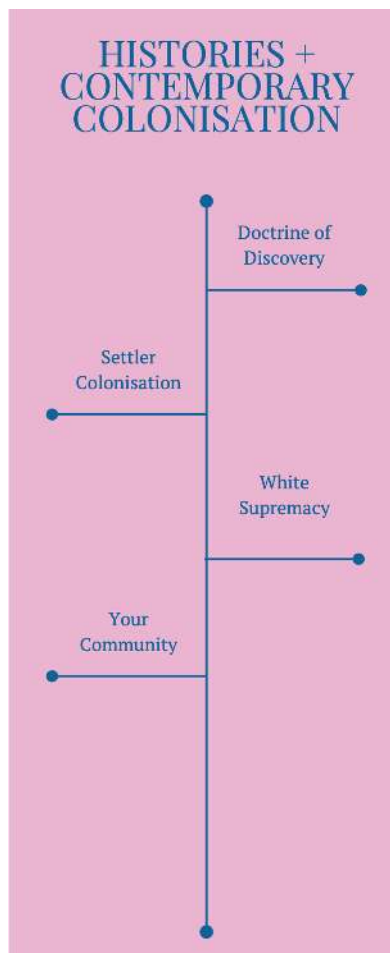 HISTORIES +
CONTEMPORARY
COLONISATION
Doctrine of
Discovery
Settler
Colonisation
White
Supremacy
Your
Community